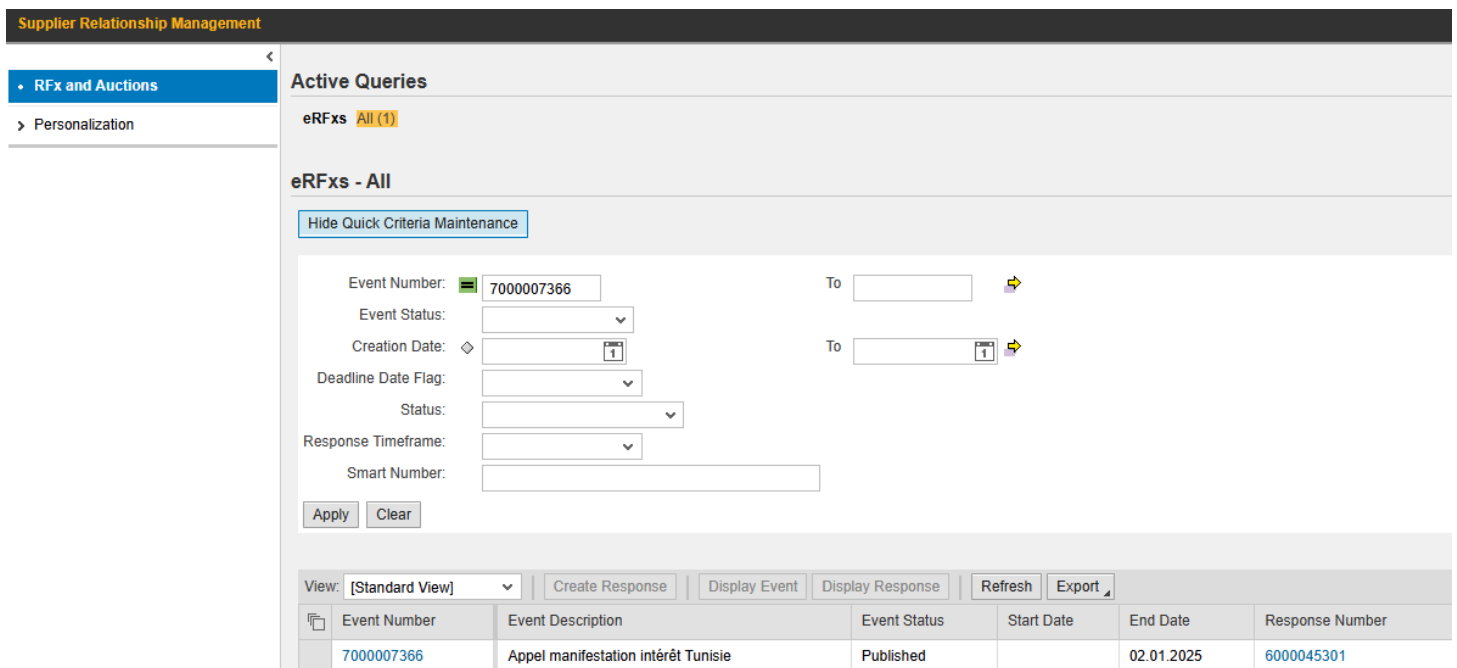 Supplier Relationship Management
RFx and Auctions
Personalization
Active Queries
eRFxs All (1)
eRFxs - All
Hide Quick Criteria Maintenance
Event Number: 7000007366 To
Event Status:
Creation Date: 1 To 1
Deadline Date Flag:
Status:
Response Timeframe:
Smart Number:
Apply Clear
View: [Standard View] Create Response Display Event Display Response Refresh Export
Event Number Event Description Event Status Start Date End Date Response Number
7000007366 Appel manifestation intérêt Tunisie Published 02.01.2025 6000045301